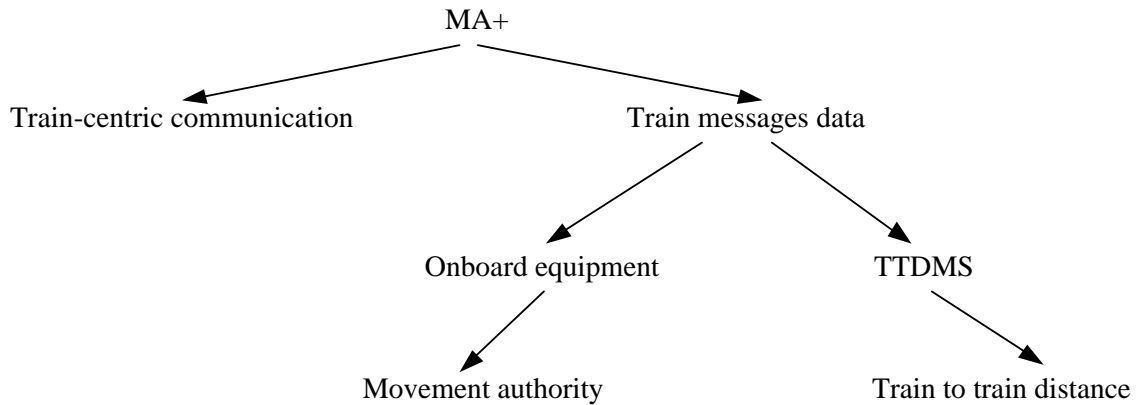 MA+
Train-centric communication
Train messages data
Onboard equipment
TTDMS
Movement authority
Train to train distance